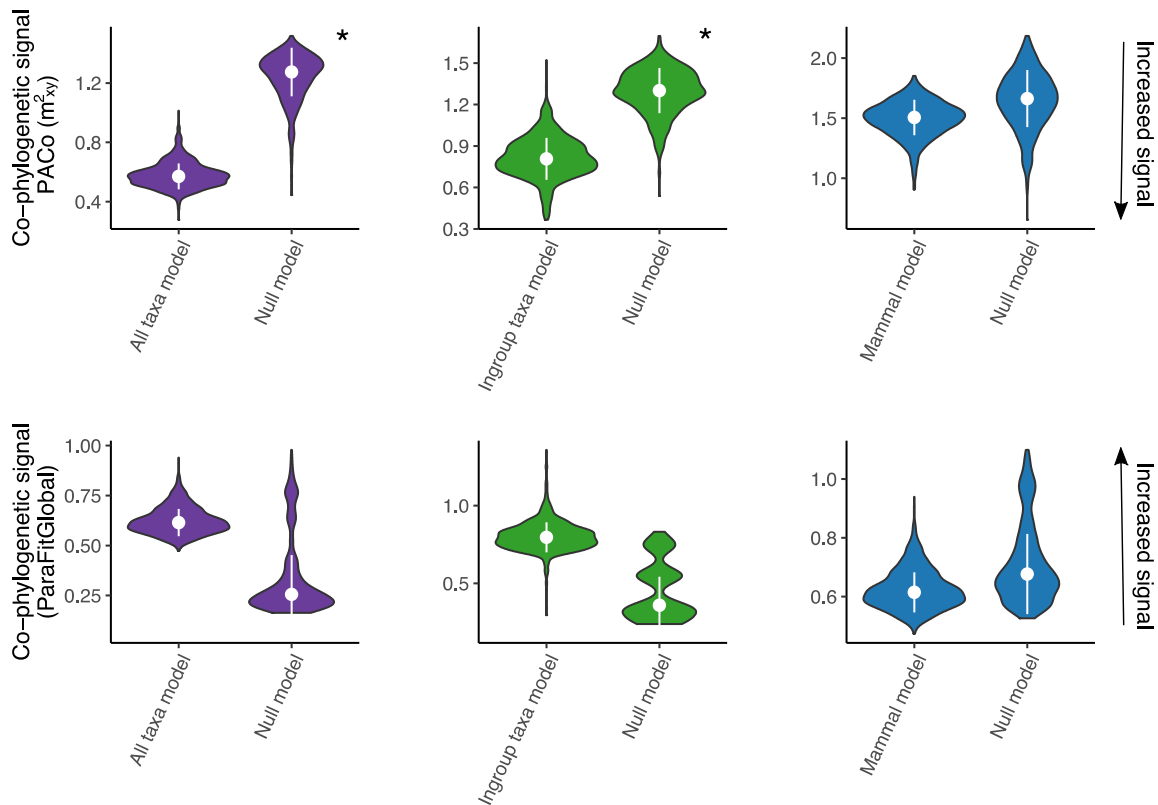 Co−phylogenetic signal
PACo (m²xy)
1.2
0.8
0.4
*
All taxa model
Null model
1.5
1.2
0.9
0.6
0.3
*
Ingroup taxa model
Null model
2.0
1.5
1.0
Mammal model
Null model
Increased signal
Co−phylogenetic signal
(ParaFitGlobal)
1.00
0.75
0.50
0.25
All taxa model
Null model
1.0
0.5
Ingroup taxa model
Null model
1.0
0.8
0.6
Mammal model
Null model
Increased signal